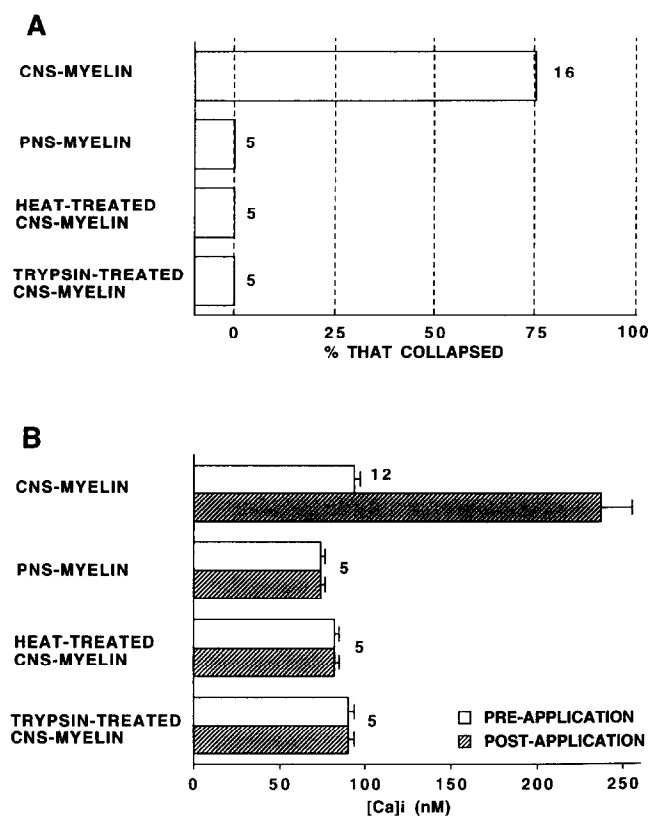 A
CNS-MYELIN
16
PNS-MYELIN
5
HEAT-TREATED
CNS-MYELIN
5
TRYPSIN-TREATED
CNS-MYELIN
5
0 25 50 75 100
% THAT COLLAPSED
B
CNS-MYELIN
12
PNS-MYELIN
5
HEAT-TREATED
CNS-MYELIN
5
TRYPSIN-TREATED
CNS-MYELIN
5
PRE-APPLICATION
POST-APPLICATION
0 50 100 150 200 250
[Ca]i (nM)